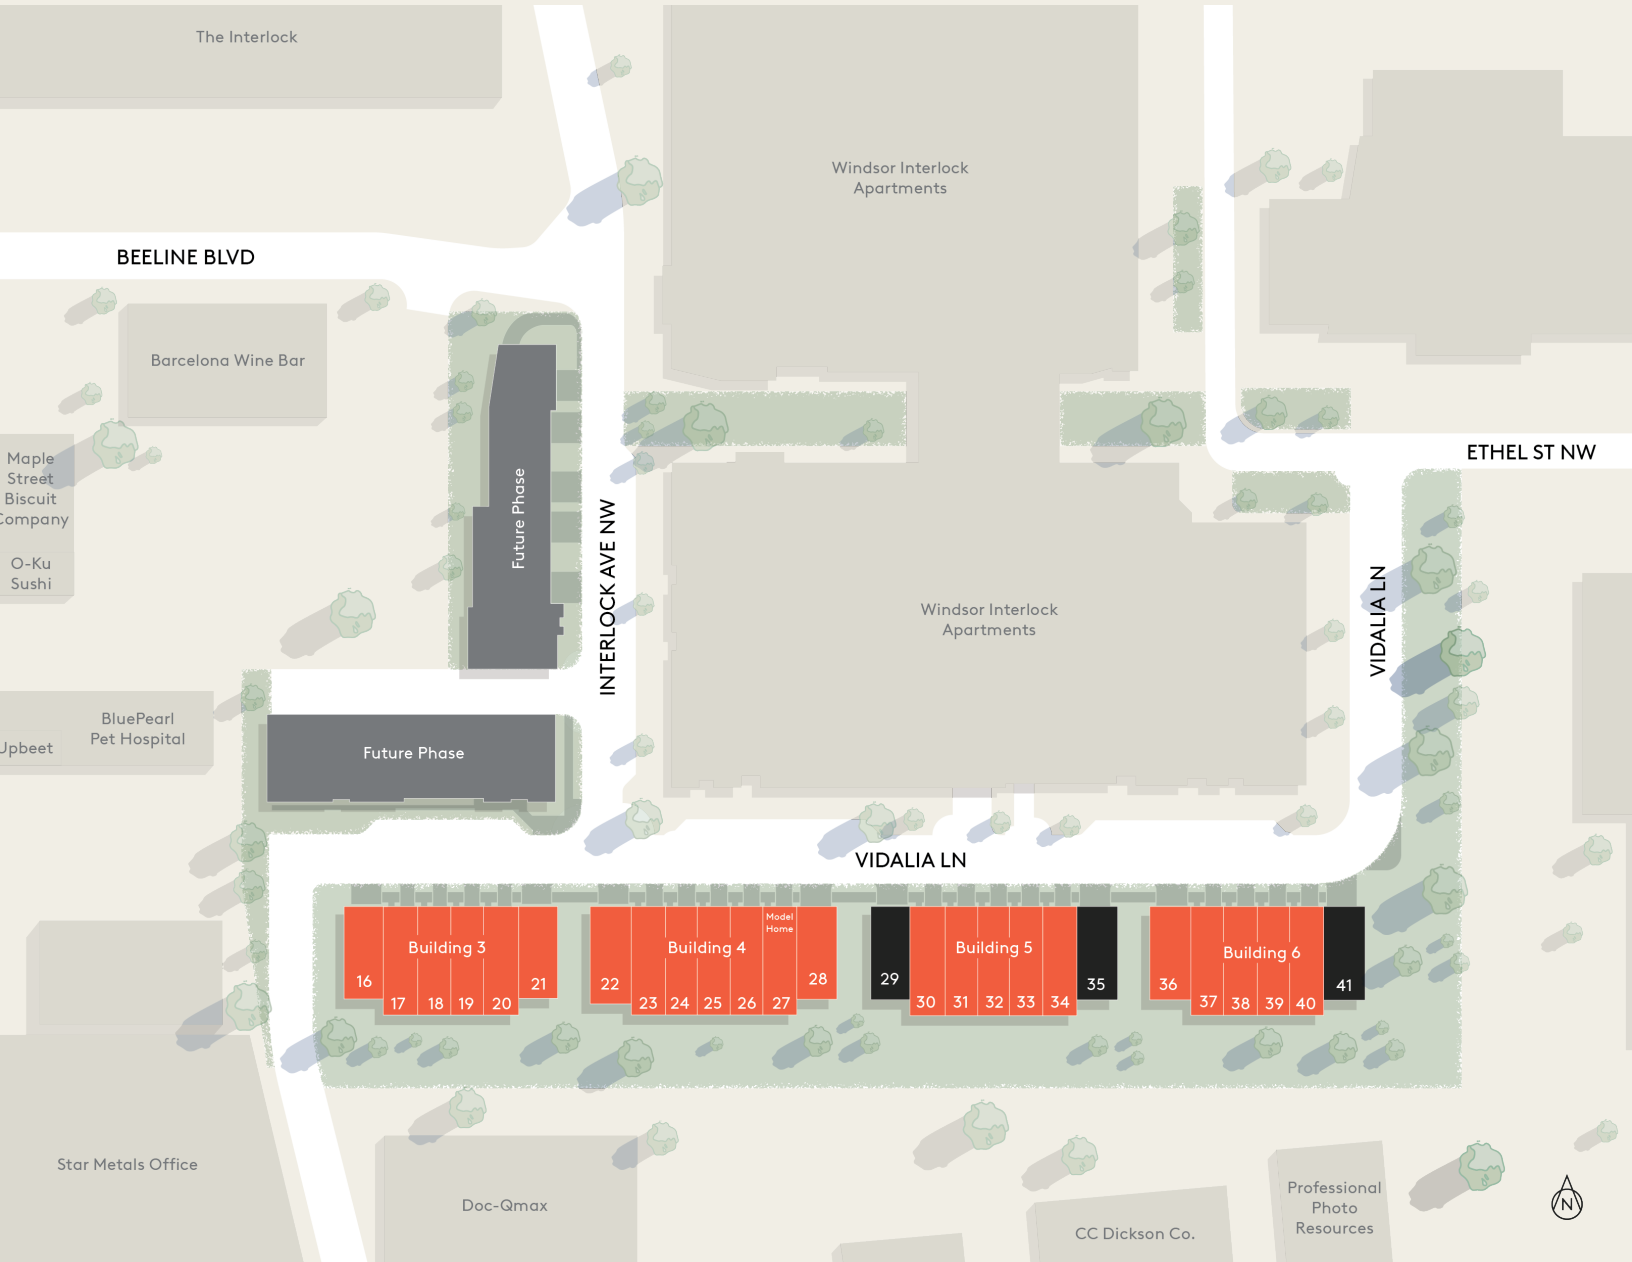 The Interlock
Windsor Interlock
Apartments
BEELINE BLVD
Barcelona Wine Bar
Maple
Street
Biscuit
Company
O-Ku
Sushi
Future Phase
INTERLOCK AVE NW
ETHEL ST NW
VIDALIA LN
Windsor Interlock
Apartments
BluePearl
Pet Hospital
Upbeet
Future Phase
VIDALIA LN
Building 3
16
17
18
19
20
21
Building 4
Model
Home
22
23
24
25
26
27
28
Building 5
29
30
31
32
33
34
35
Building 6
36
37
38
39
40
41
Star Metals Office
Doc-Qmax
CC Dickson Co.
Professional
Photo
Resources
N